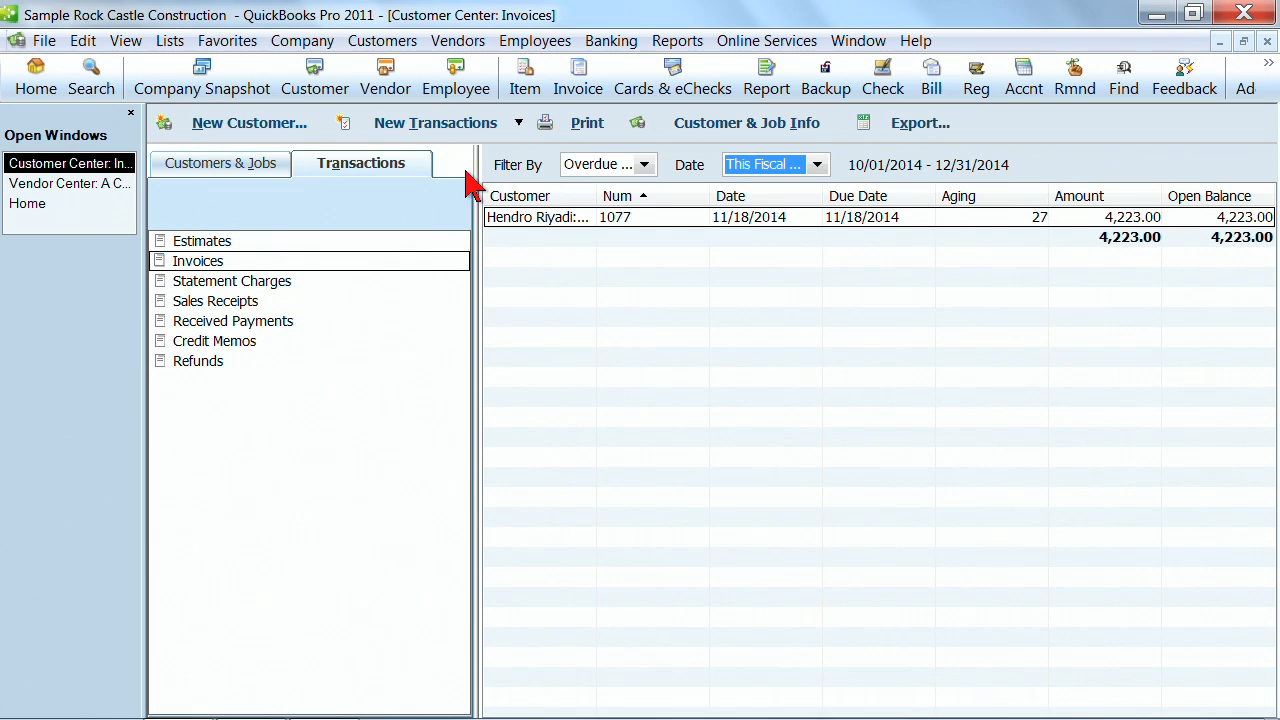 Sample Rock Castle Construction - QuickBooks Pro 2011 - [Customer Center: Invoices]
File Edit View Lists Favorites Company Customers Vendors Employees Banking Reports Online Services Window Help
Home Search Company Snapshot Customer Vendor Employee Item Invoice Cards & eChecks Report Backup Check Bill Reg Accnt Rmnd Find Feedback Ad
Open Windows
Customer Center: In...
Vendor Center: A C...
Home
New Customer... New Transactions Print Customer & Job Info Export...
Customers & Jobs Transactions
Filter By Overdue ... Date This Fiscal ... 10/01/2014 - 12/31/2014
Estimates
Invoices
Statement Charges
Sales Receipts
Received Payments
Credit Memos
Refunds
Customer Num Date Due Date Aging Amount Open Balance
Hendro Riyadi:... 1077 11/18/2014 11/18/2014 27 4,223.00 4,223.00
4,223.00 4,223.00